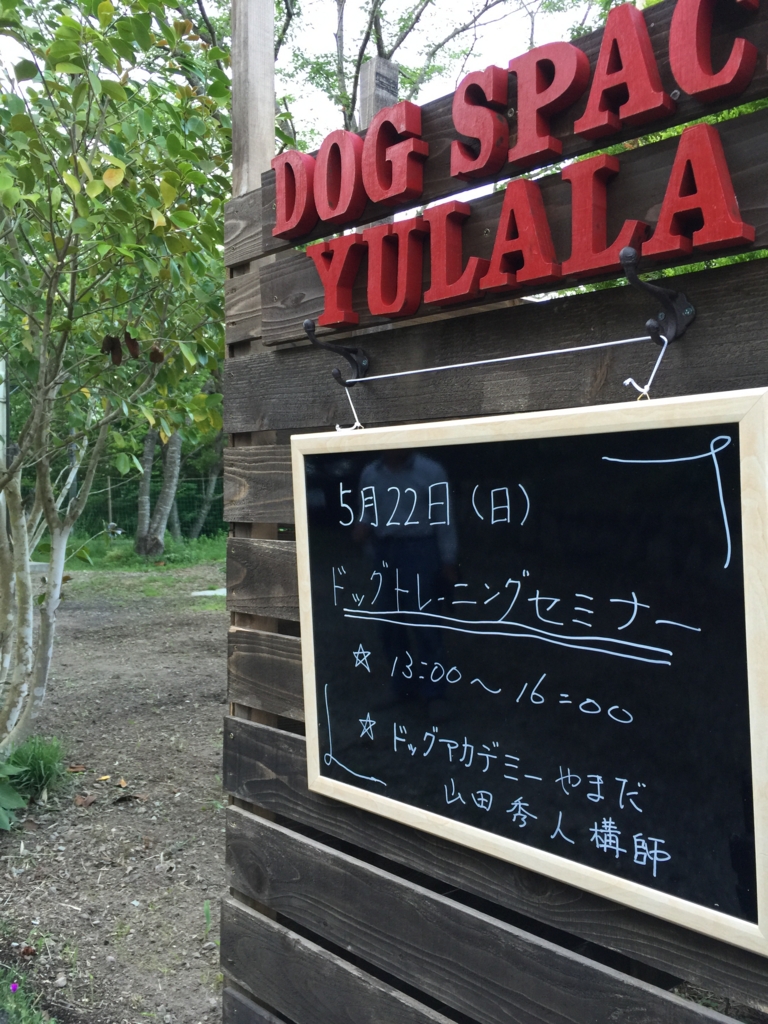 DOG SPAC
YULALA
5月22日(日)
ドッグトレーニングセミナー
☆ 13:00～16:00
☆ ドッグアカデミーやまだ
山田秀人構師